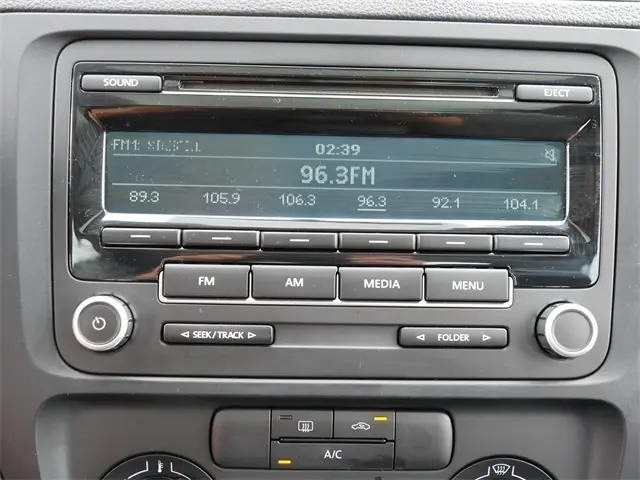 SOUND
EJECT
FM1: 02:39
96.3FM
89.3 105.9 106.3 96.3 92.1 104.1
FM AM MEDIA MENU
SEEK/TRACK FOLDER
A/C